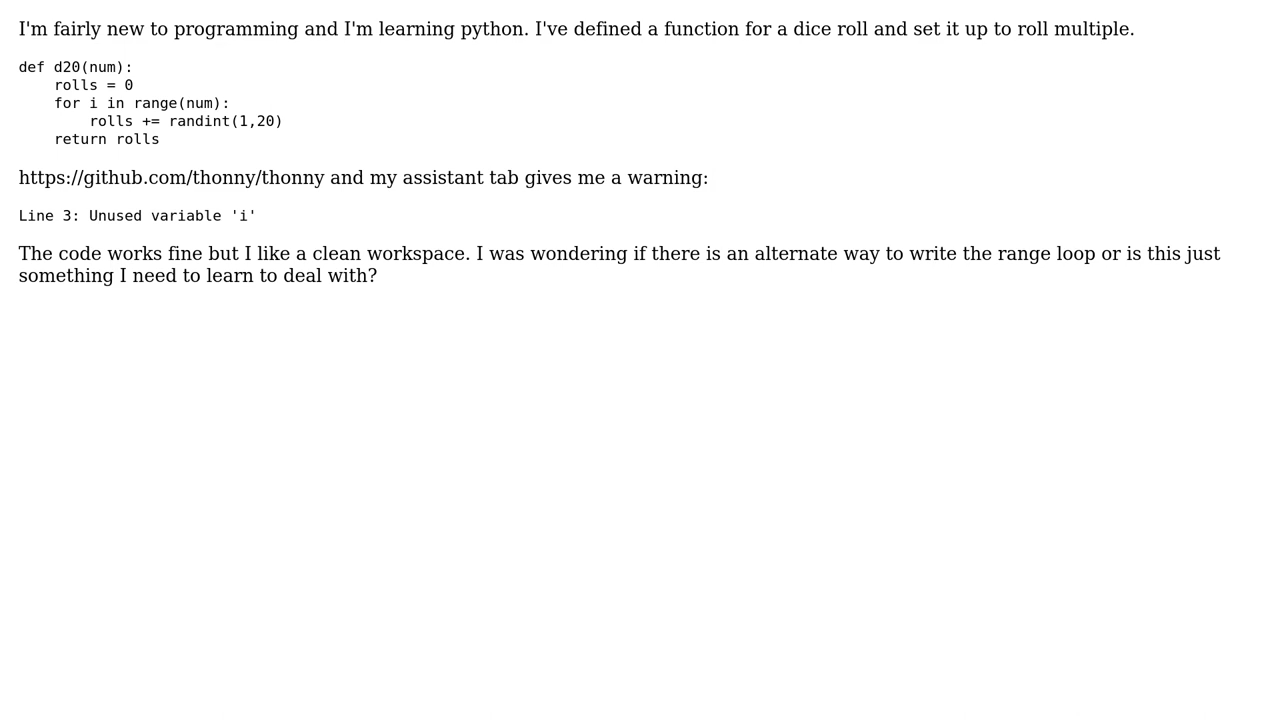 I'm fairly new to programming and I'm learning python. I've defined a function for a dice roll and set it up to roll multiple.
def d20(num):
    rolls = 0
    for i in range(num):
        rolls += randint(1,20)
    return rolls
https://github.com/thonny/thonny and my assistant tab gives me a warning:
Line 3: Unused variable 'i'
The code works fine but I like a clean workspace. I was wondering if there is an alternate way to write the range loop or is this just
something I need to learn to deal with?